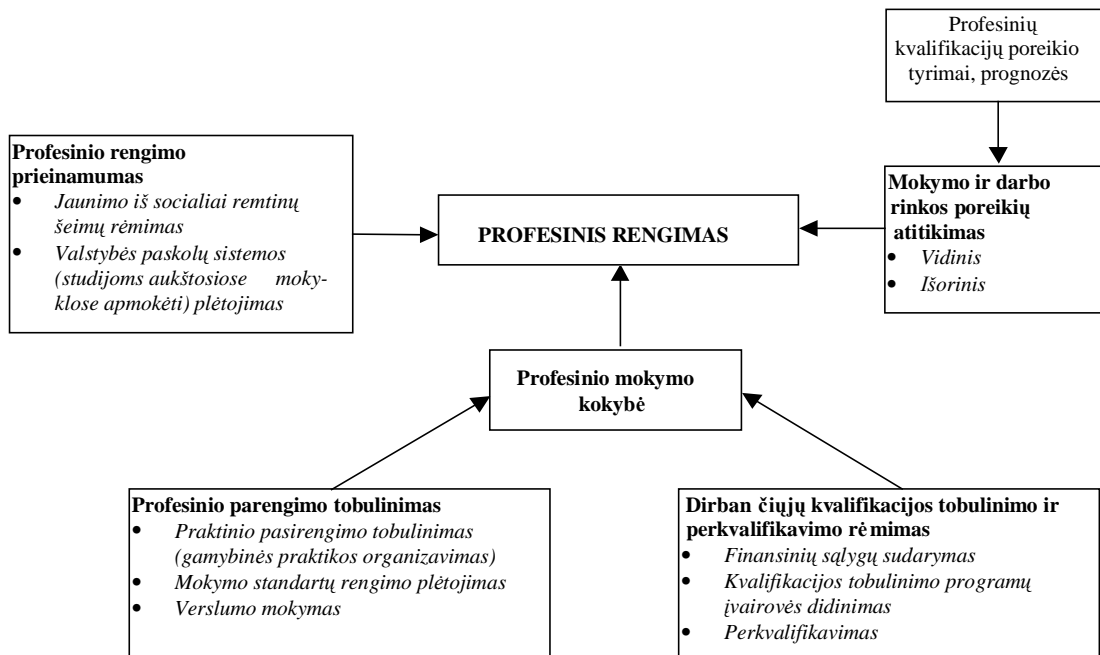 Profesinių
kvalifikacijų poreikio
tyrimai, prognozės
Profesinio rengimo
prieinamumas
• Jaunimo iš socialiai remtinų
šeimų rėmimas
• Valstybės paskolų sistemos
(studijoms aukštosiose moky-
klose apmokėti) plėtojimas
PROFESINIS RENGIMAS
Mokymo ir darbo
rinkos poreikių
atitikimas
• Vidinis
• Išorinis
Profesinio mokymo
kokybė
Profesinio parengimo tobulinimas
• Praktinio pasirengimo tobulinimas
(gamybinės praktikos organizavimas)
• Mokymo standartų rengimo plėtojimas
• Verslumo mokymas
Dirban čiųjų kvalifikacijos tobulinimo ir
perkvalifikavimo rėmimas
• Finansinių sąlygų sudarymas
• Kvalifikacijos tobulinimo programų
įvairovės didinimas
• Perkvalifikavimas